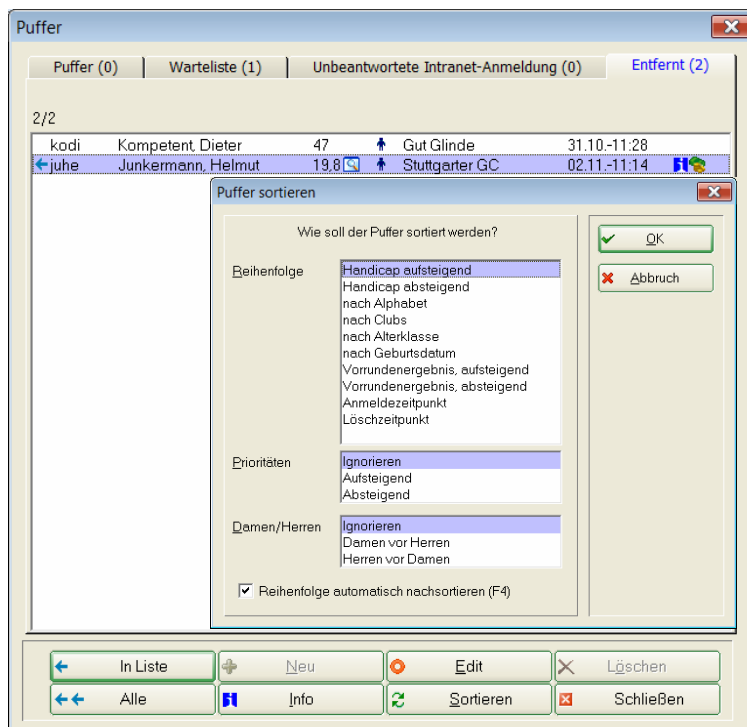 Puffer
Puffer (0) Warteliste (1) Unbeantwortete Intranet-Anmeldung (0) Entfernt (2)
2/2
kodi Kompetent, Dieter 47 Gut Glinde 31.10.-11:28
juhe Junkermann, Helmut 19,8 Stuttgarter GC 02.11.-11:14
Puffer sortieren
Wie soll der Puffer sortiert werden?
OK
Abbruch
Reihenfolge
Handicap aufsteigend
Handicap absteigend
nach Alphabet
nach Clubs
nach Alterklasse
nach Geburtsdatum
Vorrundenergebnis, aufsteigend
Vorrundenergebnis, absteigend
Anmeldezeitpunkt
Löschzeitpunkt
Prioritäten
Ignorieren
Aufsteigend
Absteigend
Damen/Herren
Ignorieren
Damen vor Herren
Herren vor Damen
Reihenfolge automatisch nachsortieren (F4)
In Liste Neu Edit Löschen
Alle Info Sortieren Schließen